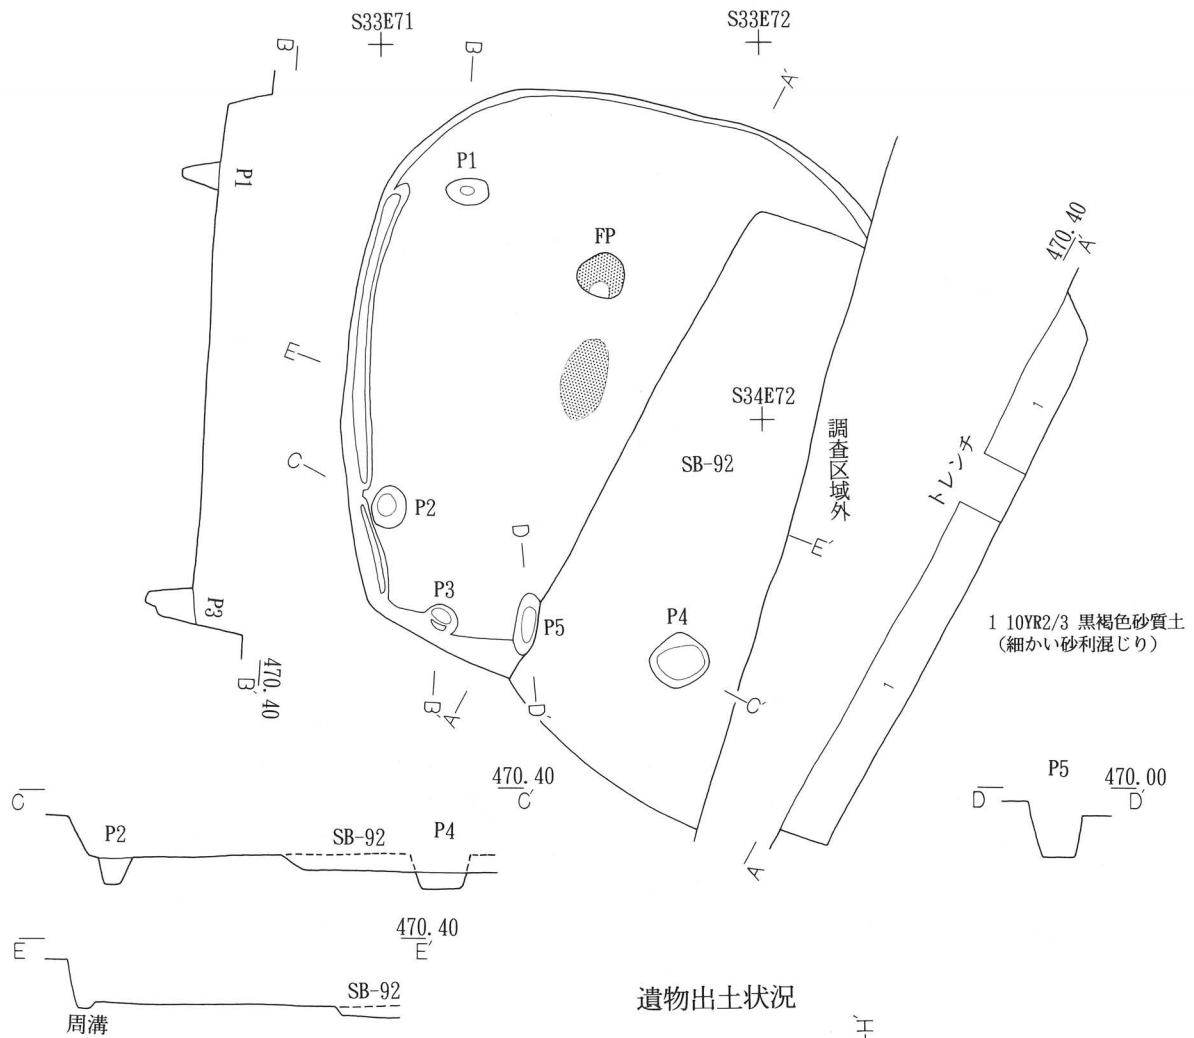 S33E71
S33E72
B
B
A′
P1
P1
FP
470.40
A′
E
S34E72
SB-92
調査区域外
トレンチ
1
C
P2
D
E′
P3
P3
P5
P4
1 10YR2/3 黒褐色砂質土
(細かい砂利混じり)
1
470.40
B′
B′
A
D′
C′
470.40
C
C′
P2
SB-92
P4
A
P5
470.00
D
D′
470.40
E
E′
SB-92
周溝
遺物出土状況
H′